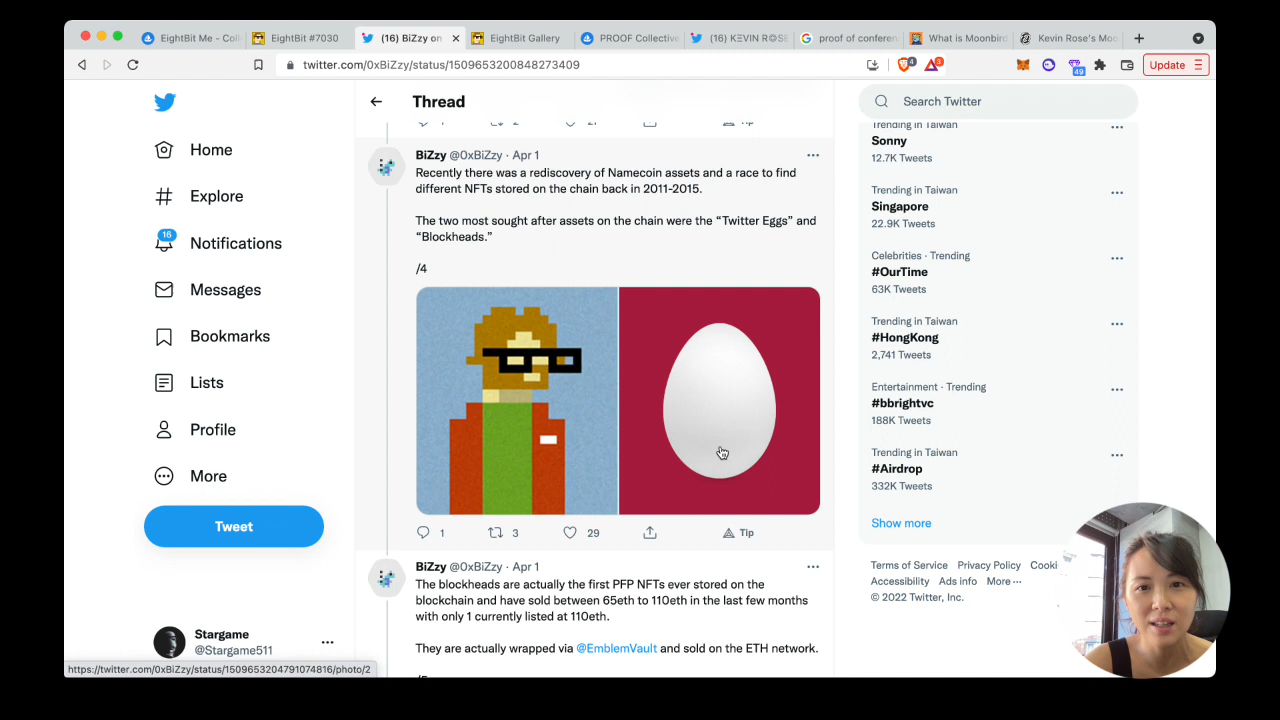 EightBit Me - Coll
EightBit #7030
(16) BiZzy on
EightBit Gallery
PROOF Collective
(16) KΞVIN R
proof of conferen
What is Moonbird
Kevin Rose's Moo
twitter.com/0xBiZzy/status/1509653200848273409
4
3
49
Update
Home
Explore
16
Notifications
Messages
Bookmarks
Lists
Profile
More
Tweet
Stargame
@Stargame511
https://twitter.com/0xBiZzy/status/1509653204791074816/photo/2
Thread
BiZzy @0xBiZzy · Apr 1
Recently there was a rediscovery of Namecoin assets and a race to find
different NFTs stored on the chain back in 2011-2015.
The two most sought after assets on the chain were the “Twitter Eggs” and
“Blockheads.”
/4
1
3
29
Tip
BiZzy @0xBiZzy · Apr 1
The blockheads are actually the first PFP NFTs ever stored on the
blockchain and have sold between 65eth to 110eth in the last few months
with only 1 currently listed at 110eth.
They are actually wrapped via @EmblemVault and sold on the ETH network.
Search Twitter
Trending in Taiwan
Sonny
12.7K Tweets
Trending in Taiwan
Singapore
22.9K Tweets
Celebrities · Trending
#OurTime
63K Tweets
Trending in Taiwan
#HongKong
2,741 Tweets
Entertainment · Trending
#bbrightvc
188K Tweets
Trending in Taiwan
#Airdrop
332K Tweets
Show more
Terms of Service Privacy Policy Cooki
Accessibility Ads info More
© 2022 Twitter, Inc.